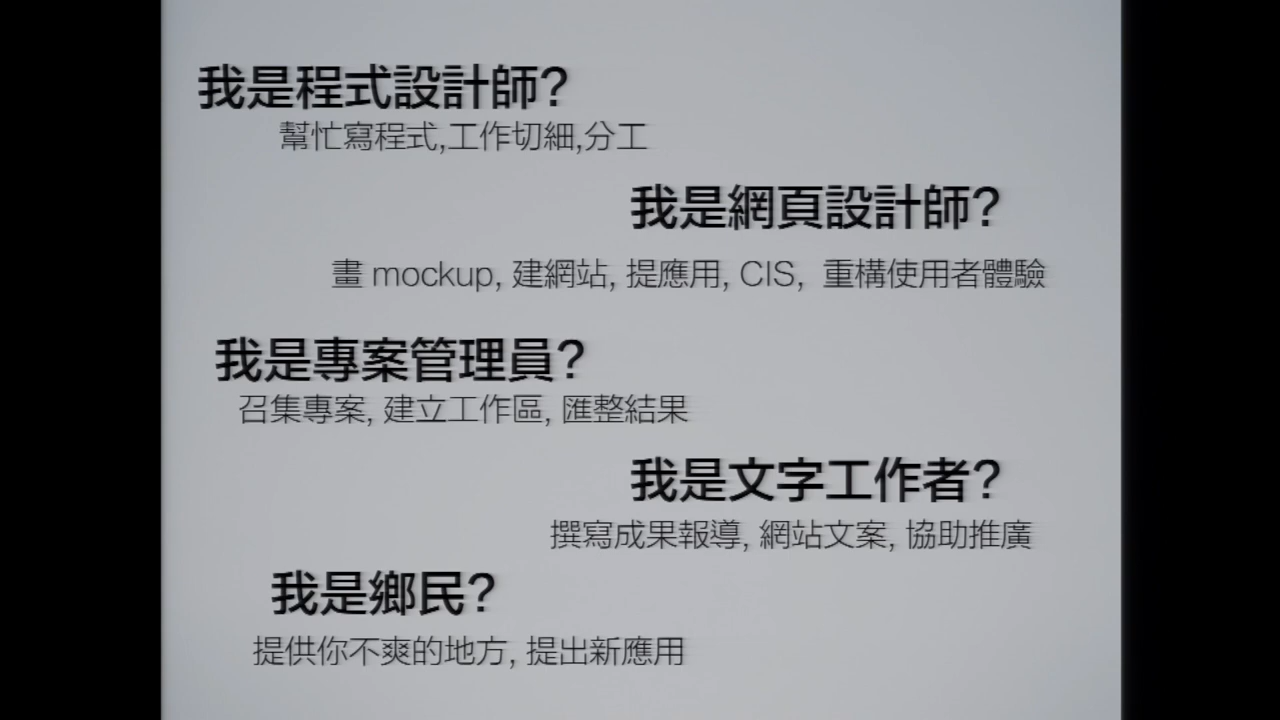 我是程式設計師?
幫忙寫程式,工作切細,分工
我是網頁設計師?
畫 mockup, 建網站, 提應用, CIS, 重構使用者體驗
我是專案管理員?
召集專案, 建立工作區, 匯整結果
我是文字工作者?
撰寫成果報導, 網站文案, 協助推廣
我是鄉民?
提供你不爽的地方, 提出新應用